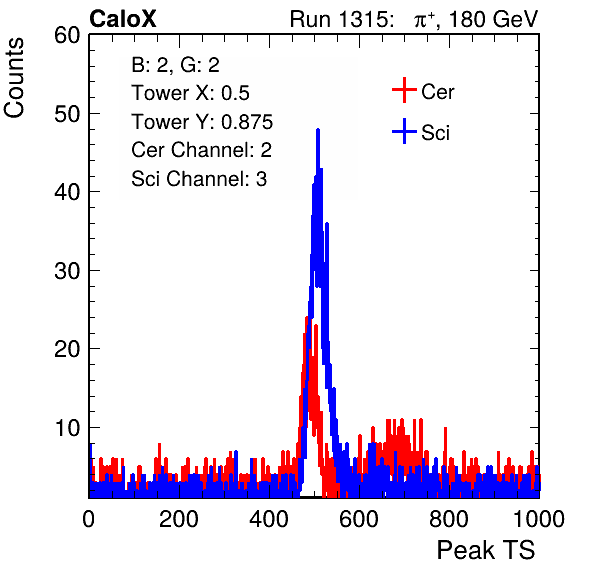 CaloX Run 1315: π⁺, 180 GeV
Counts
60
50
40
30
20
10
B: 2, G: 2
Tower X: 0.5
Tower Y: 0.875
Cer Channel: 2
Sci Channel: 3
Cer
Sci
0 200 400 600 800 1000
Peak TS